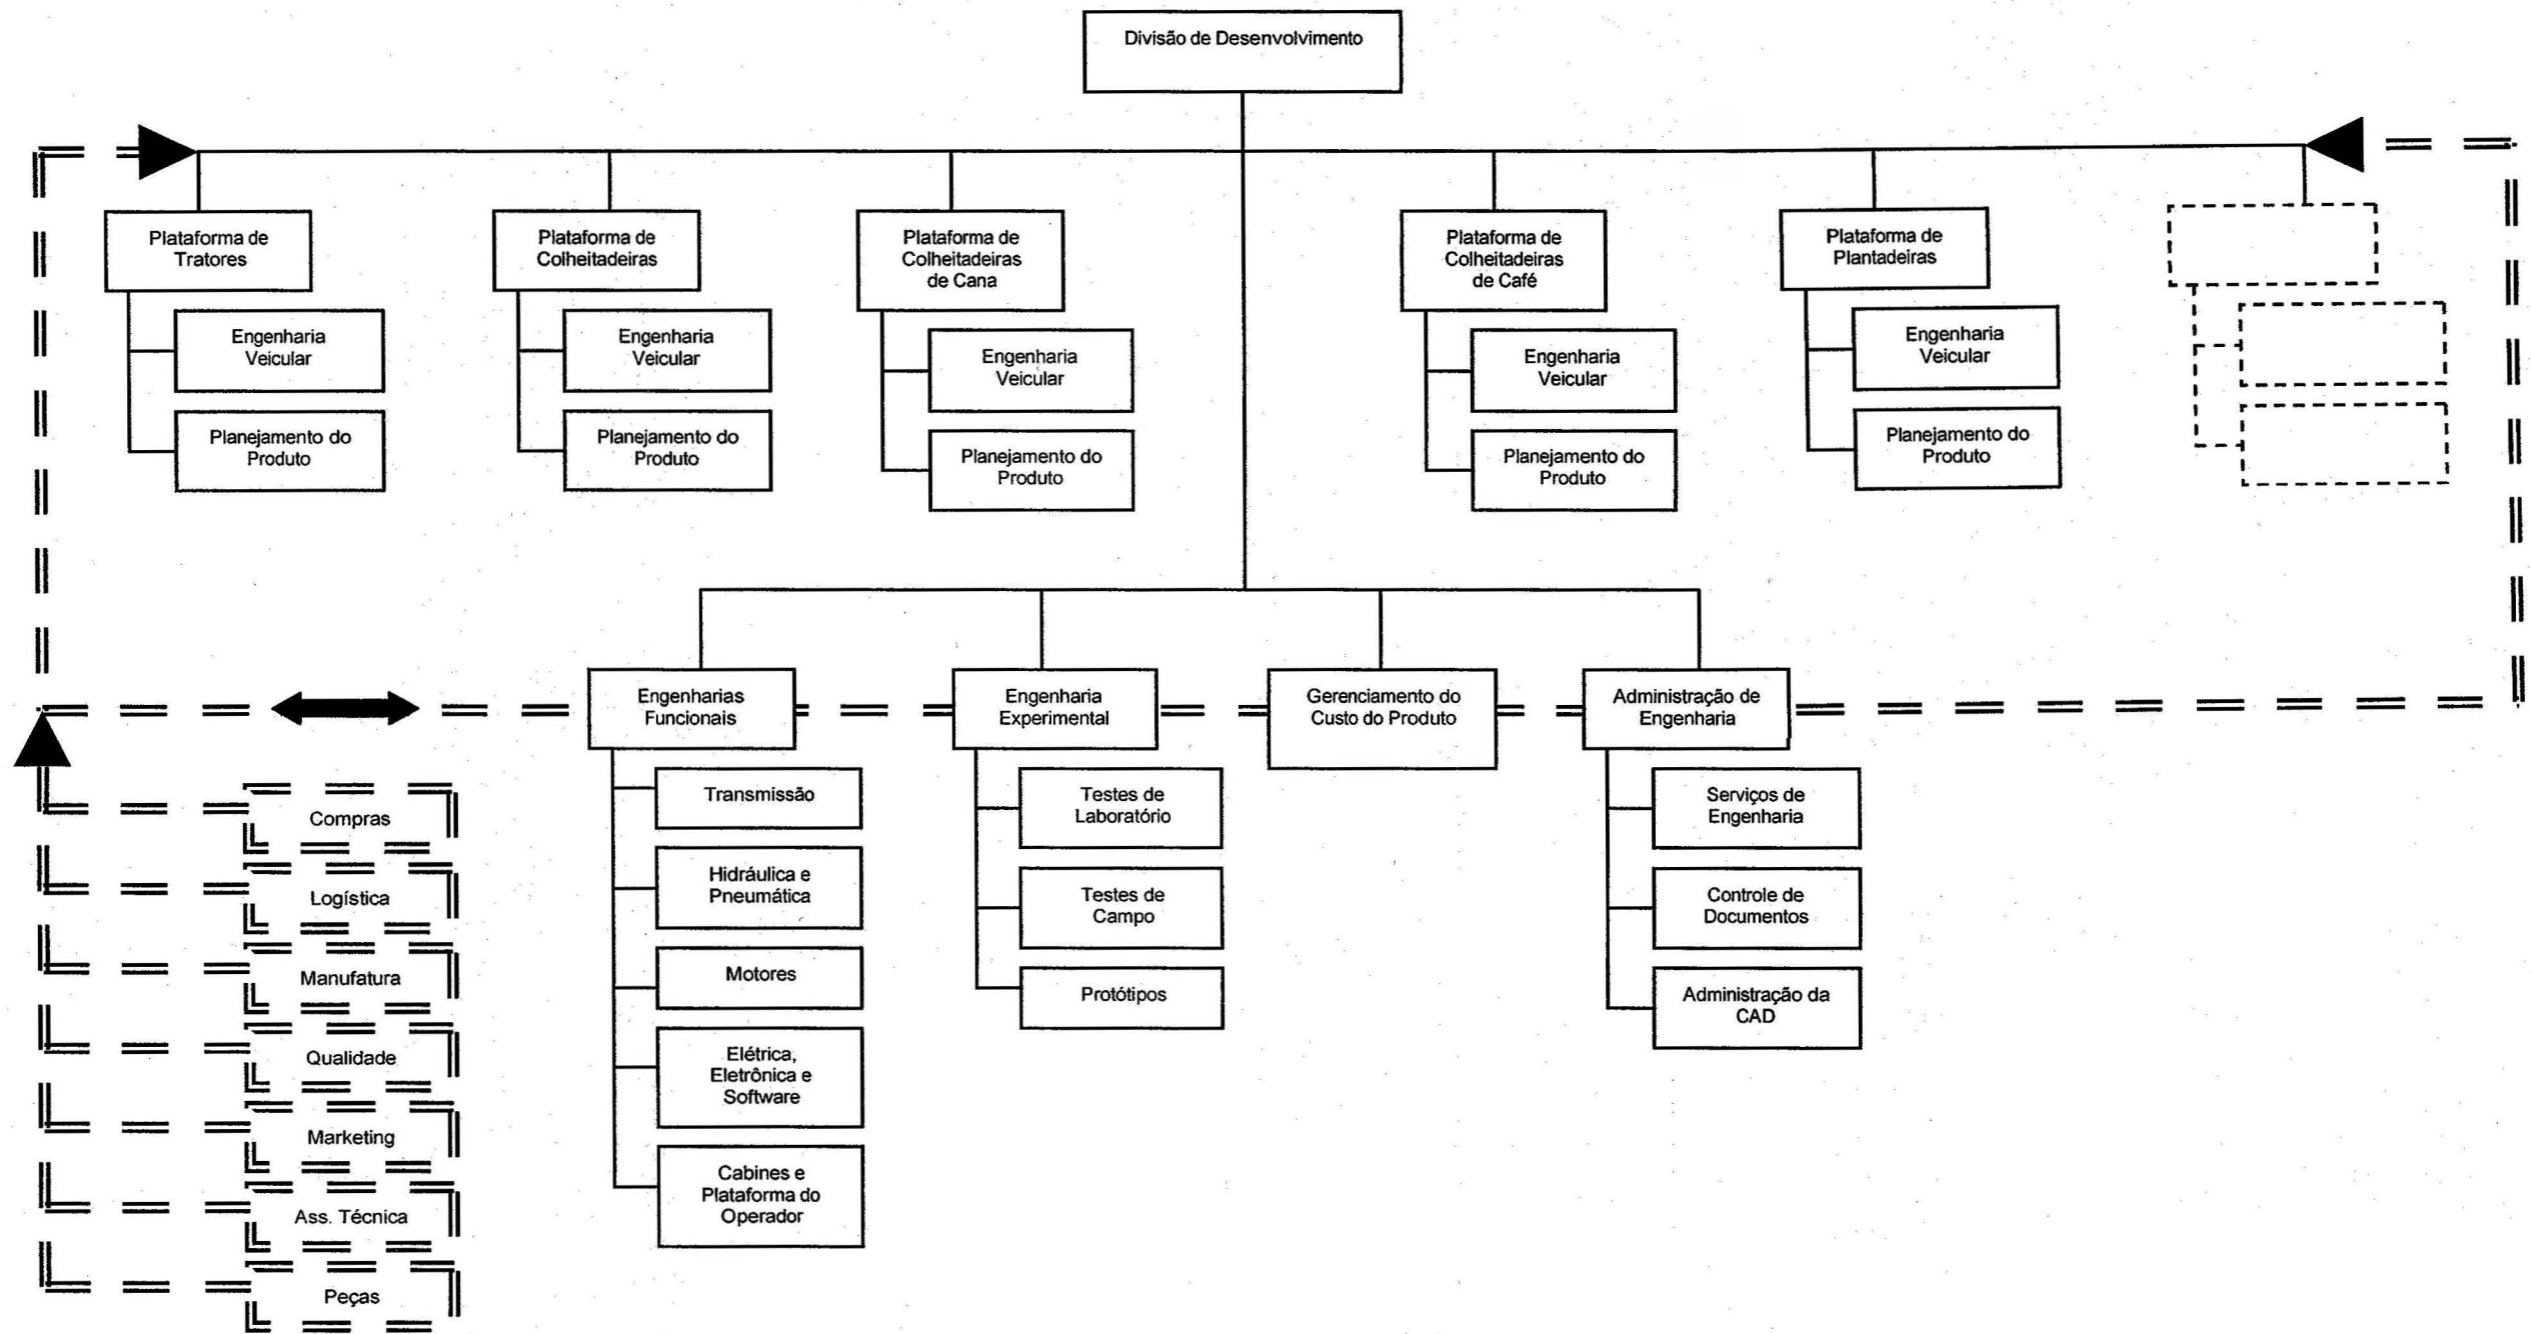 Divisão de Desenvolvimento
Plataforma de
Tratores
Engenharia
Veicular
Planejamento do
Produto
Plataforma de
Colheitadeiras
Engenharia
Veicular
Planejamento do
Produto
Plataforma de
Colheitadeiras
de Cana
Engenharia
Veicular
Planejamento do
Produto
Plataforma de
Colheitadeiras
de Café
Engenharia
Veicular
Planejamento do
Produto
Plataforma de
Plantadeiras
Engenharia
Veicular
Planejamento do
Produto
Engenharias
Funcionais
Transmissão
Hidráulica e
Pneumática
Motores
Elétrica,
Eletrônica e
Software
Cabines e
Plataforma do
Operador
Engenharia
Experimental
Testes de
Laboratório
Testes de
Campo
Protótipos
Gerenciamento do
Custo do Produto
Administração de
Engenharia
Serviços de
Engenharia
Controle de
Documentos
Administração da
CAD
Compras
Logística
Manufatura
Qualidade
Marketing
Ass. Técnica
Peças